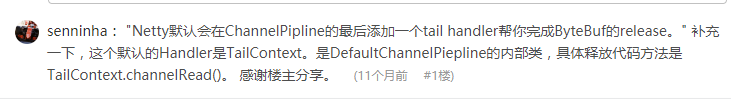 senninha： "Netty默认会在ChannelPipline的最后添加一个tail handler帮你完成ByteBuf的release。" 补充
一下，这个默认的Handler是TailContext。是DefaultChannelPiepline的内部类，具体释放代码方法是
TailContext.channelRead()。 感谢楼主分享。 (11个月前 #1楼)